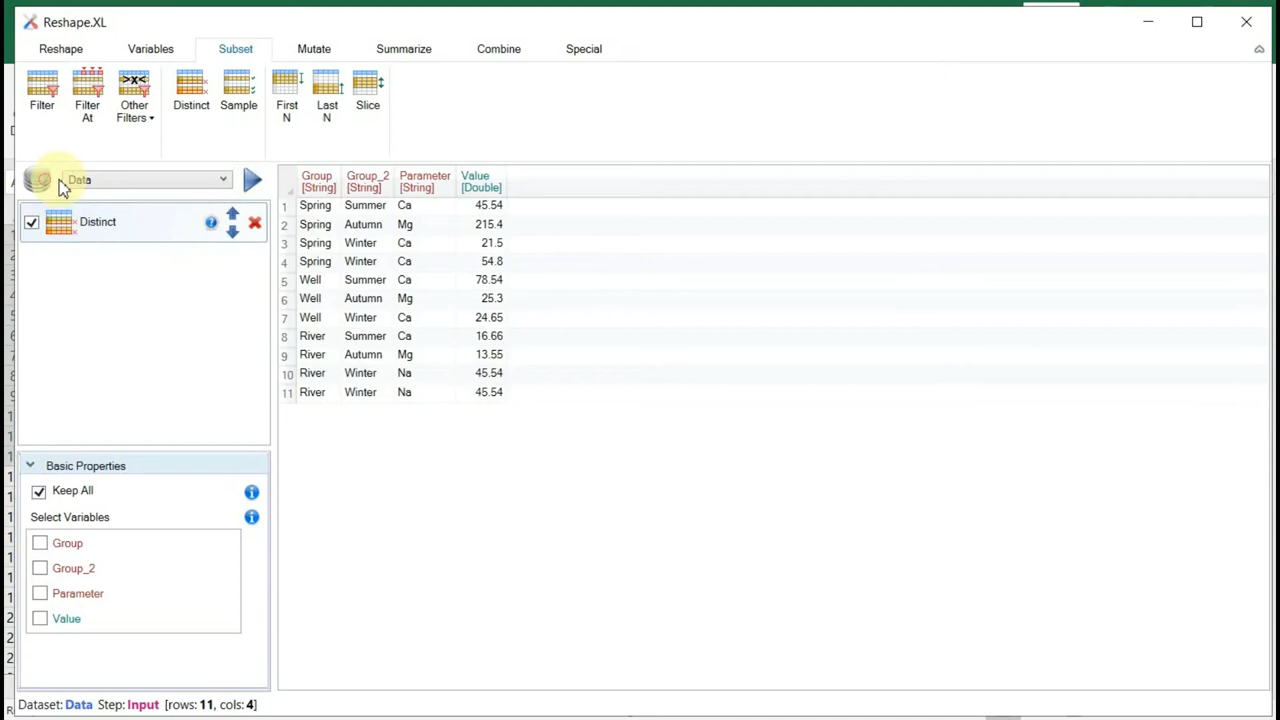 Reshape.XL
Reshape Variables Subset Mutate Summarize Combine Special
Filter
Filter At
>x<
Other Filters
Distinct
Sample
First N
Last N
Slice
Data
Distinct
Group [String] Group_2 [String] Parameter [String] Value [Double]
1 Spring Summer Ca 45.54
2 Spring Autumn Mg 215.4
3 Spring Winter Ca 21.5
4 Spring Winter Ca 54.8
5 Well Summer Ca 78.54
6 Well Autumn Mg 25.3
7 Well Winter Ca 24.65
8 River Summer Ca 16.66
9 River Autumn Mg 13.55
10 River Winter Na 45.54
11 River Winter Na 45.54
Basic Properties
Keep All
Select Variables
Group
Group_2
Parameter
Value
Dataset: Data Step: Input [rows: 11, cols: 4]